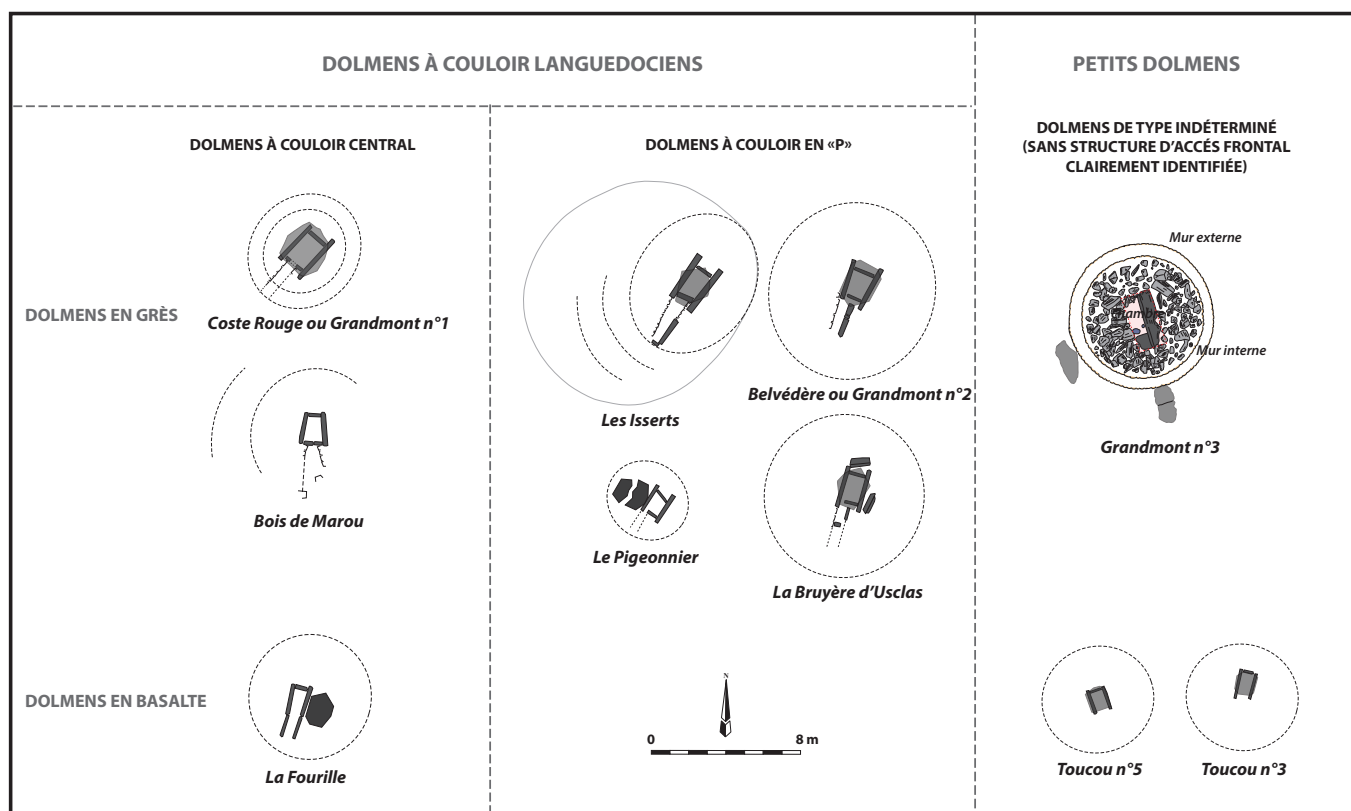 DOLMENS À COULOIR LANGUEDOCIENS
PETITS DOLMENS
DOLMENS À COULOIR CENTRAL
DOLMENS À COULOIR EN «P»
DOLMENS DE TYPE INDÉTERMINÉ
(SANS STRUCTURE D’ACCÉS FRONTAL
CLAIREMENT IDENTIFIÉE)
DOLMENS EN GRÈS
Coste Rouge ou Grandmont n°1
Bois de Marou
Les Isserts
Belvédère ou Grandmont n°2
Le Pigeonnier
La Bruyère d’Usclas
Mur externe
Chambre
Mur interne
Grandmont n°3
DOLMENS EN BASALTE
La Fourille
N
0 8 m
Toucou n°5
Toucou n°3